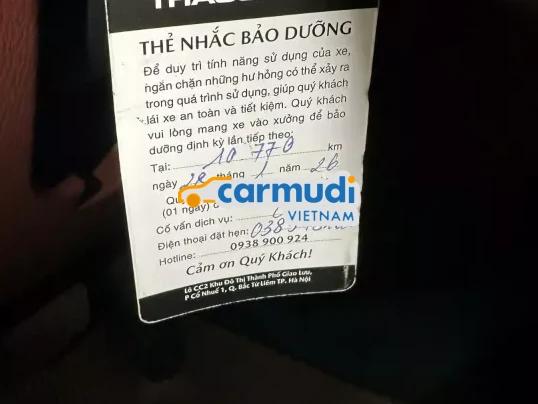 THẺ NHẮC BẢO DƯỠNG
Để duy trì tính năng sử dụng của xe,
ngăn chặn những hư hỏng có thể xảy ra
trong quá trình sử dụng, giúp quý khách
lái xe an toàn và tiết kiệm. Quý khách
vui lòng mang xe vào xưởng để bảo
dưỡng định kỳ lần tiếp theo:
Tại: 10 770 km
ngày 28 tháng 1 năm 26
carmudi
VIETNAM
(01 ngày)
Cố vấn dịch vụ:
Điện thoại đặt hẹn: 038
Hotline: 0938 900 924
Cảm ơn Quý Khách!
Lô CC2 Khu Đô Thị Thành Phố Giao Lưu,
P Cổ Nhuế 1, Q. Bắc Từ Liêm TP. Hà Nội